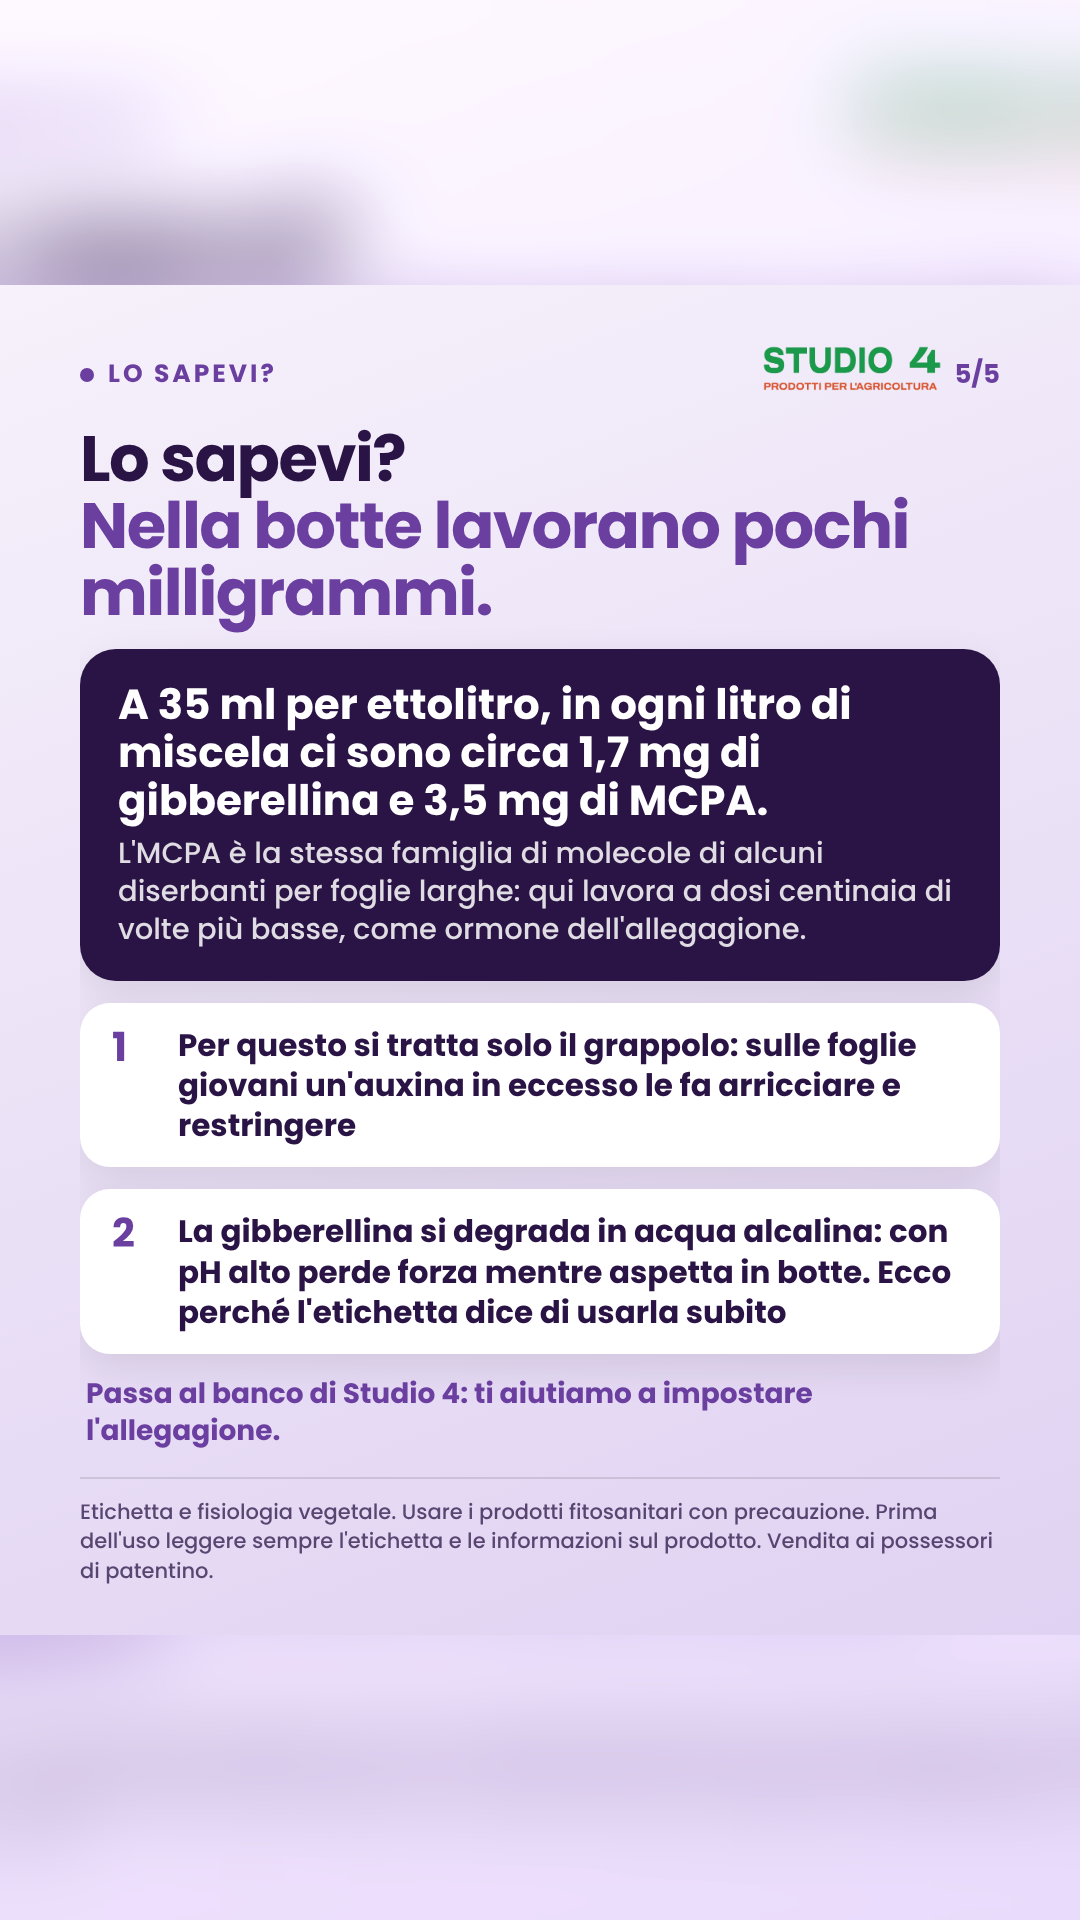 LO SAPEVI?
STUDIO 4
PRODOTTI PER L'AGRICOLTURA
5/5
Lo sapevi?
Nella botte lavorano pochi
milligrammi.
A 35 ml per ettolitro, in ogni litro di
miscela ci sono circa 1,7 mg di
gibberellina e 3,5 mg di MCPA.
L'MCPA è la stessa famiglia di molecole di alcuni
diserbanti per foglie larghe: qui lavora a dosi centinaia di
volte più basse, come ormone dell'allegagione.
1
Per questo si tratta solo il grappolo: sulle foglie
giovani un'auxina in eccesso le fa arricciare e
restringere
2
La gibberellina si degrada in acqua alcalina: con
pH alto perde forza mentre aspetta in botte. Ecco
perché l'etichetta dice di usarla subito
Passa al banco di Studio 4: ti aiutiamo a impostare
l'allegagione.
Etichetta e fisiologia vegetale. Usare i prodotti fitosanitari con precauzione. Prima
dell'uso leggere sempre l'etichetta e le informazioni sul prodotto. Vendita ai possessori
di patentino.